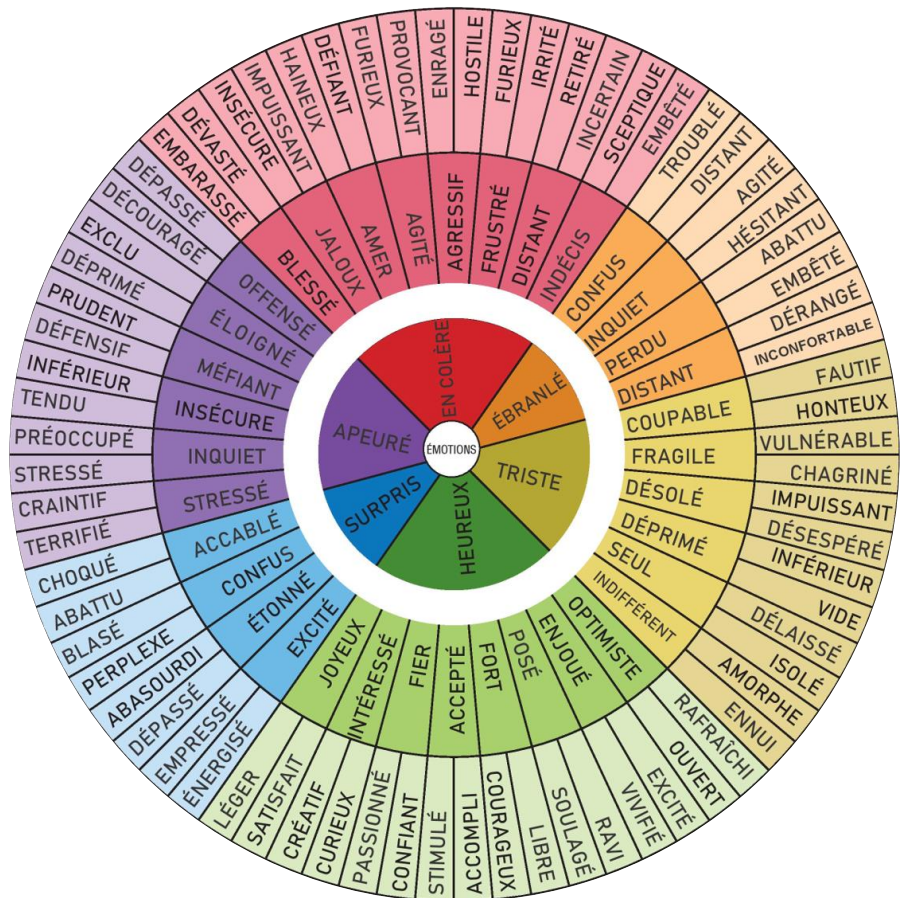 ÉMOTIONS
EN COLÈRE
ÉBRANLÉ
TRISTE
HEUREUX
SURPRIS
APEURÉ
BLESSÉ
JALOUX
AMER
AGITÉ
AGRESSIF
FRUSTRÉ
DISTANT
INDÉCIS
CONFUS
INQUIET
PERDU
DISTANT
COUPABLE
FRAGILE
DÉSOLÉ
DÉPRIMÉ
SEUL
INDIFFÉRENT
OPTIMISTE
ENJOUÉ
POSÉ
FORT
ACCEPTÉ
FIER
INTÉRESSÉ
JOYEUX
EXCITÉ
ÉTONNÉ
CONFUS
ACCABLÉ
STRESSÉ
INQUIET
INSÉCURE
MÉFIANT
ÉLOIGNÉ
OFFENSÉ
EMBARASSÉ
DÉVASTÉ
INSÉCURE
IMPUISSANT
HAINEUX
DÉFIANT
FURIEUX
PROVOCANT
ENRAGÉ
HOSTILE
FURIEUX
IRRITÉ
RETIRÉ
INCERTAIN
SCEPTIQUE
EMBÊTÉ
TROUBLÉ
DISTANT
AGITÉ
HÉSITANT
ABATTU
EMBÊTÉ
DÉRANGÉ
INCONFORTABLE
FAUTIF
HONTEUX
VULNÉRABLE
CHAGRINÉ
IMPUISSANT
DÉSESPÉRÉ
INFÉRIEUR
VIDE
DÉLAISSÉ
ISOLÉ
AMORPHE
ENNUI
RAFRAÎCHI
OUVERT
EXCITÉ
VIVIFIÉ
RAVI
SOULAGÉ
LIBRE
COURAGEUX
ACCOMPLI
STIMULÉ
CONFIANT
PASSIONNÉ
CURIEUX
CRÉATIF
SATISFAIT
LÉGER
ÉNERGISÉ
EMPRESSÉ
DÉPASSÉ
ABASOURDI
PERPLEXE
BLASÉ
ABATTU
CHOQUÉ
TERRIFIÉ
CRAINTIF
STRESSÉ
PRÉOCCUPÉ
TENDU
INFÉRIEUR
DÉFENSIF
PRUDENT
DÉPRIMÉ
EXCLU
DÉCOURAGÉ
DÉPASSÉ